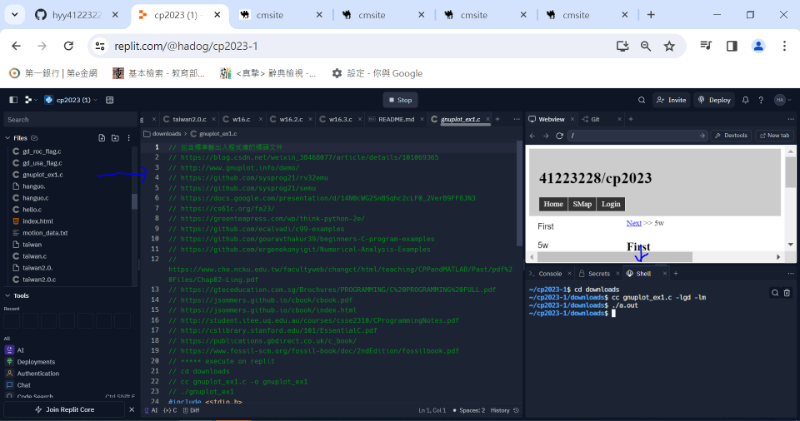 hyy4122322
cp2023 (1) -
cmsite
cmsite
cmsite
cmsite
replit.com/@hadog/cp2023-1
第一銀行 | 第e金網
基本檢索 - 教育部...
<真摯> 辭典檢視 -...
設定 - 你與 Google
cp2023 (1)
Stop
Invite
Deploy
Search
Files
gd_roc_flag.c
gd_usa_flag.c
gnuplot_ex1.c
hanguo.
hanguo.c
hello.c
index.html
motion_data.txt
taiwan
taiwan.c
taiwan2.0.
taiwan2.0.c
Tools
Recent
All
AI
Deployments
Authentication
Chat
Code Search
Ctrl Shift F
Join Replit Core
taiwan2.0.c
w16.c
w16.2.c
w16.3.c
README.md
gnuplot_ex1.c
downloads > gnuplot_ex1.c
1 // 包含標準輸出入程式庫的標頭文件
2 // https://blog.csdn.net/weixin_38468077/article/details/101069365
3 // http://www.gnuplot.info/demo/
4 // https://github.com/sysprog21/rv32emu
5 // https://github.com/sysprog21/semu
6 // https://docs.google.com/presentation/d/
7 // https://cs61c.org/fa23/
8 // https://greenteapress.com/wp/think-python-2e/
9 // https://github.com/ecalvadi/c99-examples
10 // https://github.com/gouravthakur39/beginners-C-program-examples
11 // https://github.com/ergenekonyigit/Numerical-Analysis-Examples
12 //
https://www.che.ncku.edu.tw/facultyweb/changct/html/teaching/CPPandMATLAB/Past/pdf%20Files/Chap02-Ling.pdf
13 // https://gteceducation.com.sg/Brochures/PROGRAMMING/C%20PROGRAMMING%20FULL.pdf
14 // https://jsommers.github.io/cbook/cbook.pdf
15 // https://jsommers.github.io/cbook/index.html
16 // http://student.itee.uq.edu.au/courses/csse2310/CProgrammingNotes.pdf
17 // http://cslibrary.stanford.edu/101/EssentialC.pdf
18 // https://publications.gbdirect.co.uk/c_book/
19 // https://www.fossil-scm.org/fossil-book/doc/2ndEdition/fossilbook.pdf
20 // ***** execute on replit
21 // cd downloads
22 // cc gnuplot_ex1.c -o gnuplot_ex1
23 // ./gnuplot_ex1
24 #include <stdio.h>
AI
C
Diff
Ln 1, Col 1
Spaces: 2
History
Webview
Git
/
Devtools
New tab
41223228/cp2023
Home
SMap
Login
First
5w
Next >> 5w
First
Console
Secrets
Shell
~/cp2023-1$ cd downloads
~/cp2023-1/downloads$ cc gnuplot_ex1.c -lgd -lm
~/cp2023-1/downloads$ ./a.out
~/cp2023-1/downloads$